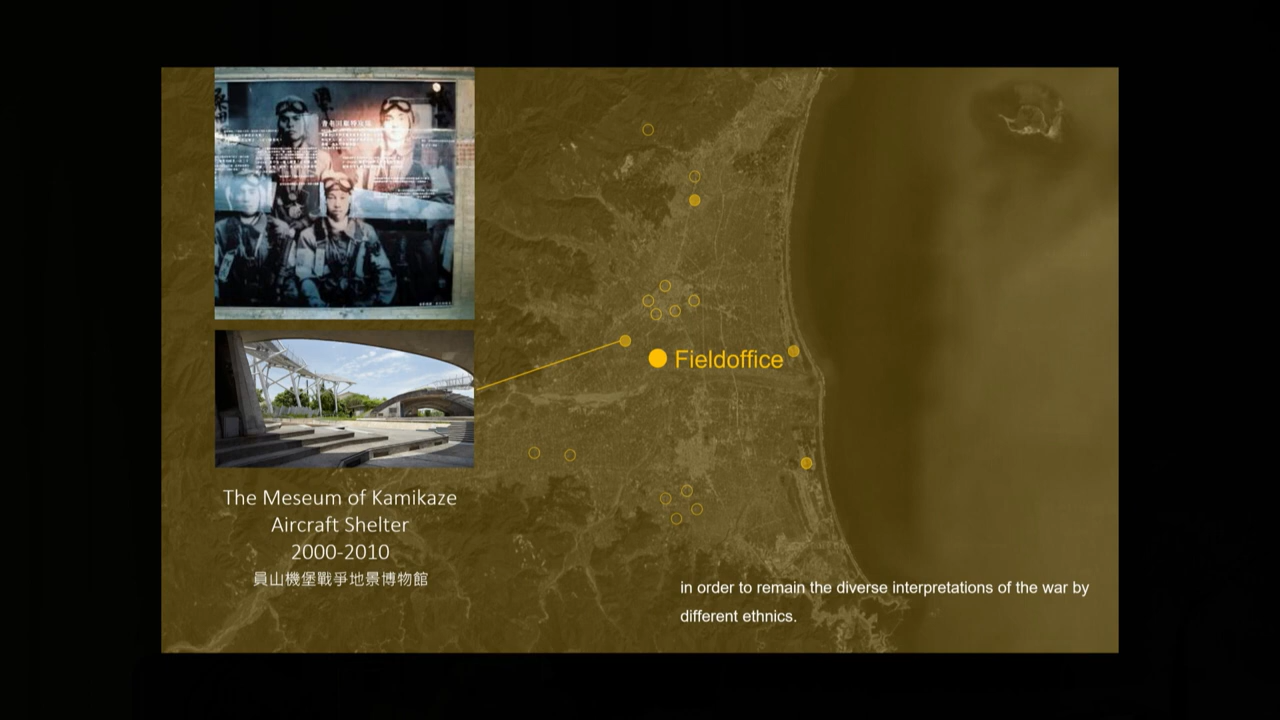 Fieldoffice
The Meseum of Kamikaze
Aircraft Shelter
2000-2010
員山機堡戰爭地景博物館
in order to remain the diverse interpretations of the war by
different ethnics.